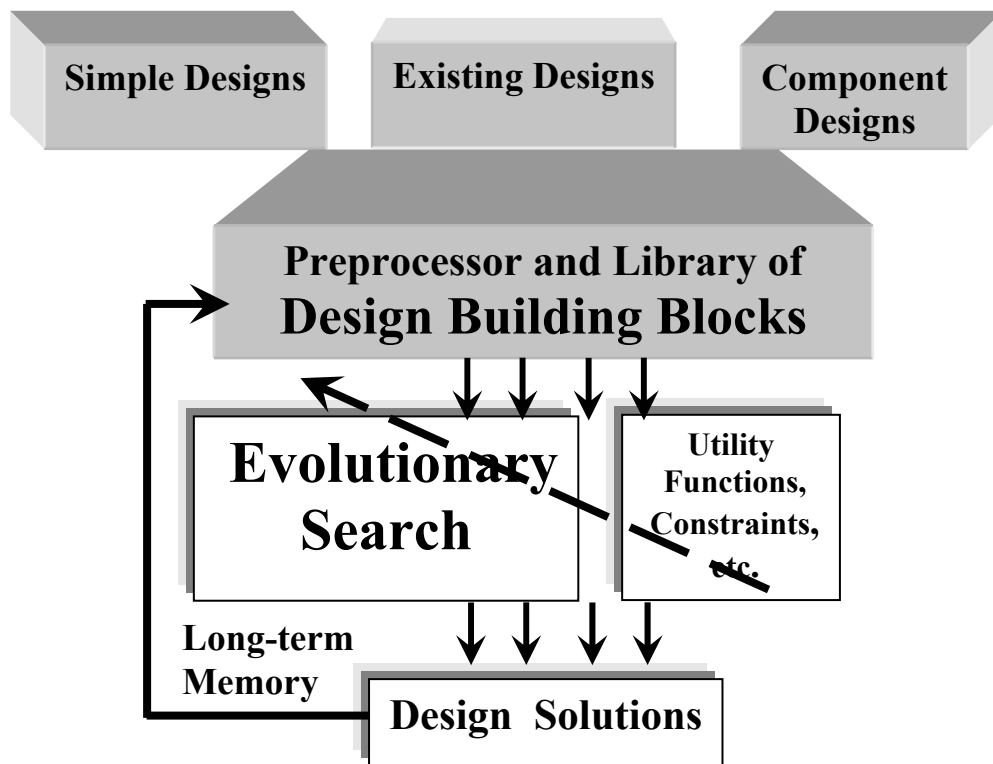 Simple Designs
Existing Designs
Component
Designs
Preprocessor and Library of
Design Building Blocks
Evolutionary
Search
Utility
Functions,
Constraints,
etc.
Long-term
Memory
Design Solutions